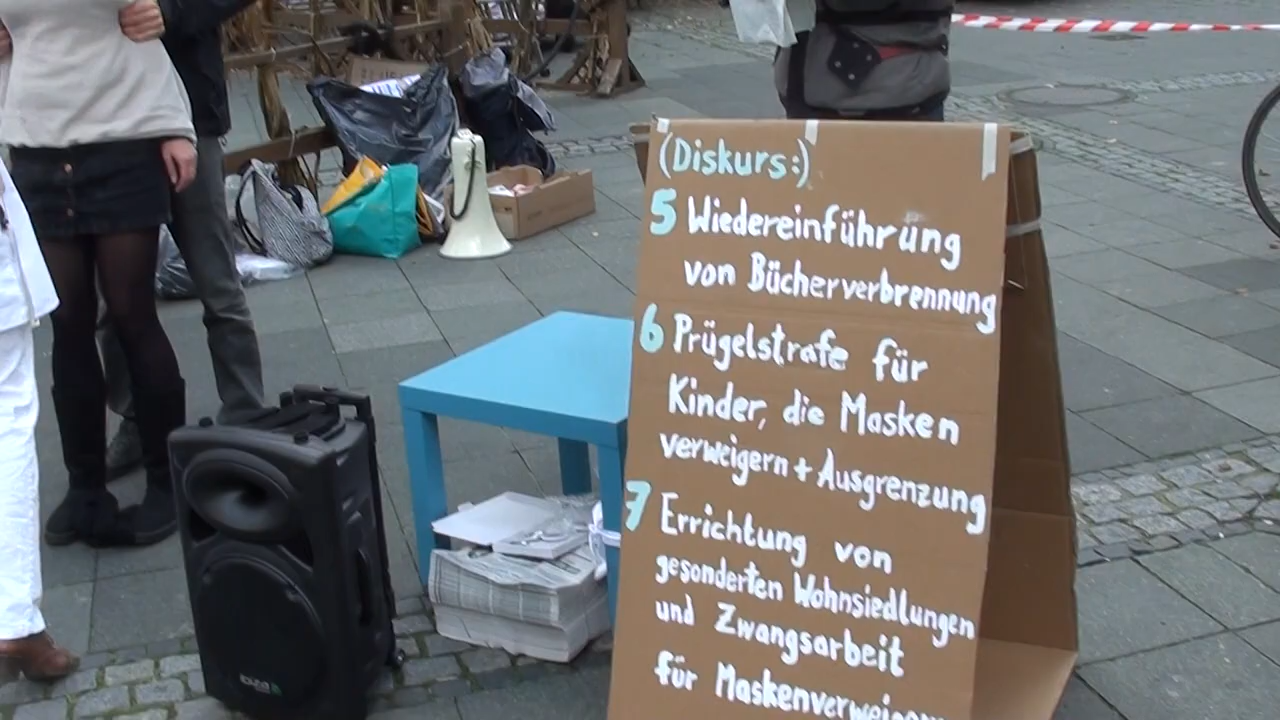 (Diskurs:)
5 Wiedereinführung
von Bücherverbrennung
6 Prügelstrafe für
Kinder, die Masken
verweigern + Ausgrenzung
7 Errichtung von
gesonderten Wohnsiedlungen
und Zwangsarbeit
für
ibiza